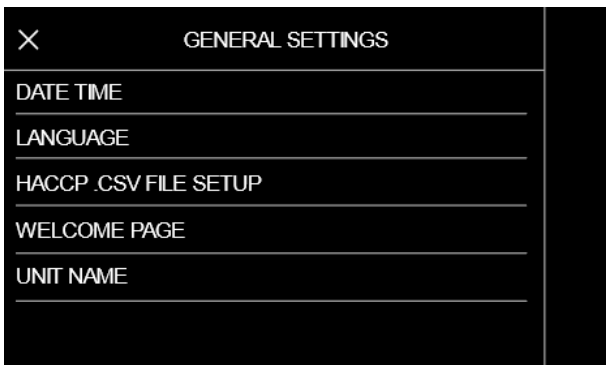 GENERAL SETTINGS
DATE TIME
LANGUAGE
HACCP .CSV FILE SETUP
WELCOME PAGE
UNIT NAME